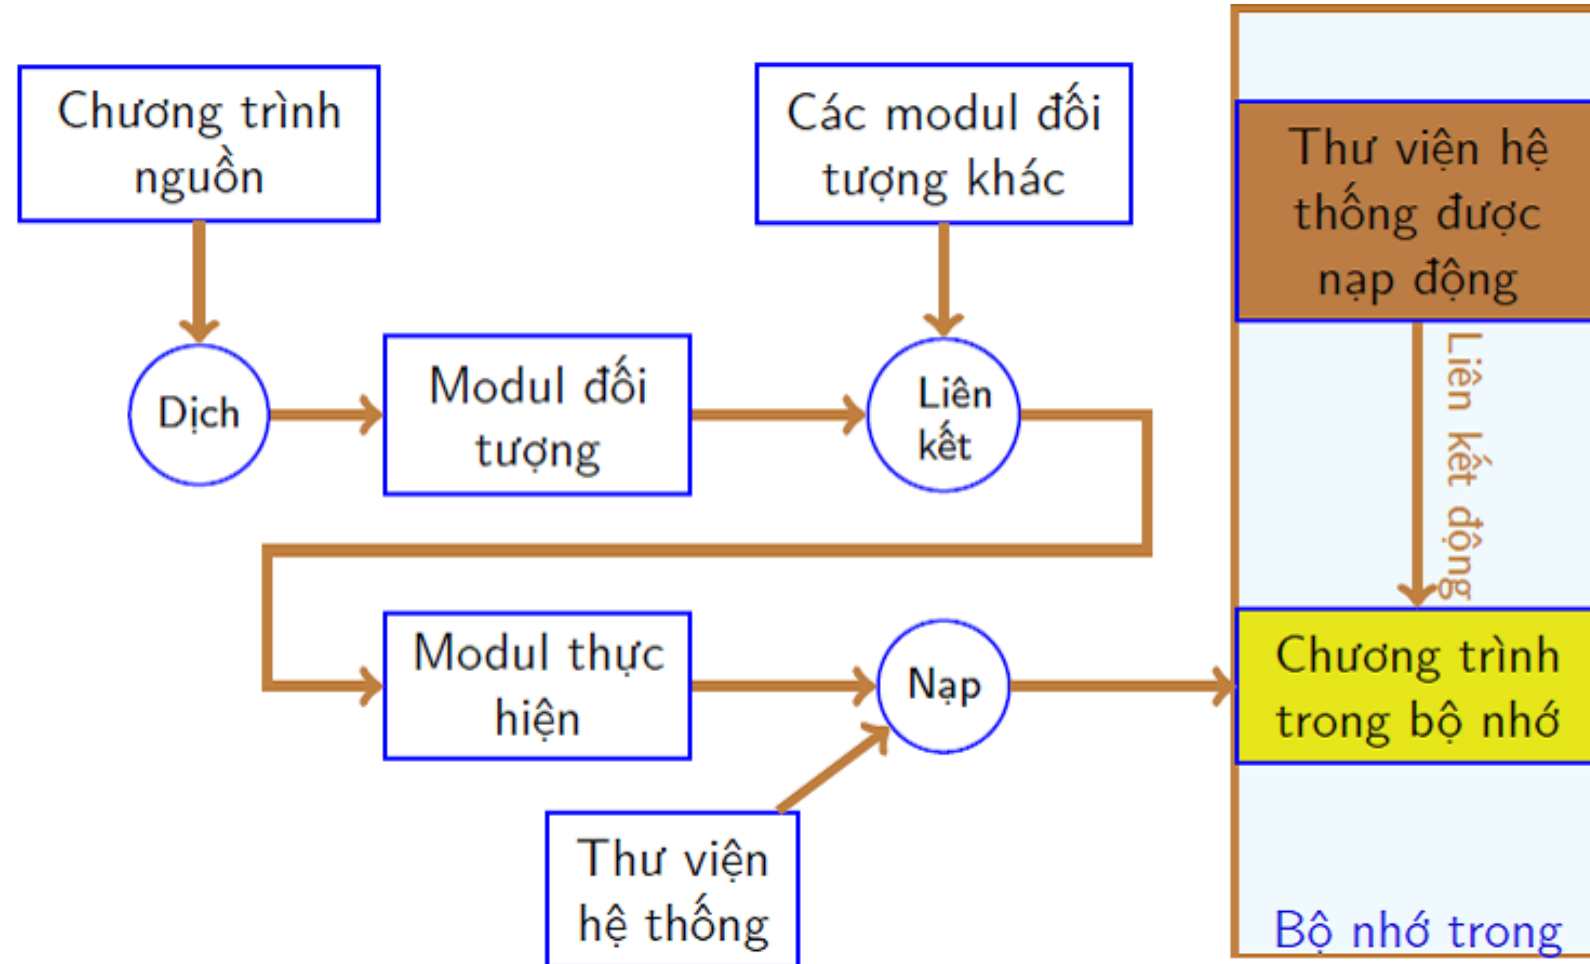 Chương trình
nguồn
Các modul đối
tượng khác
Thư viện hệ
thống được
nạp động
Dịch
Modul đối
tượng
Liên
kết
Liên kết động
Modul thực
hiện
Nạp
Chương trình
trong bộ nhớ
Thư viện
hệ thống
Bộ nhớ trong